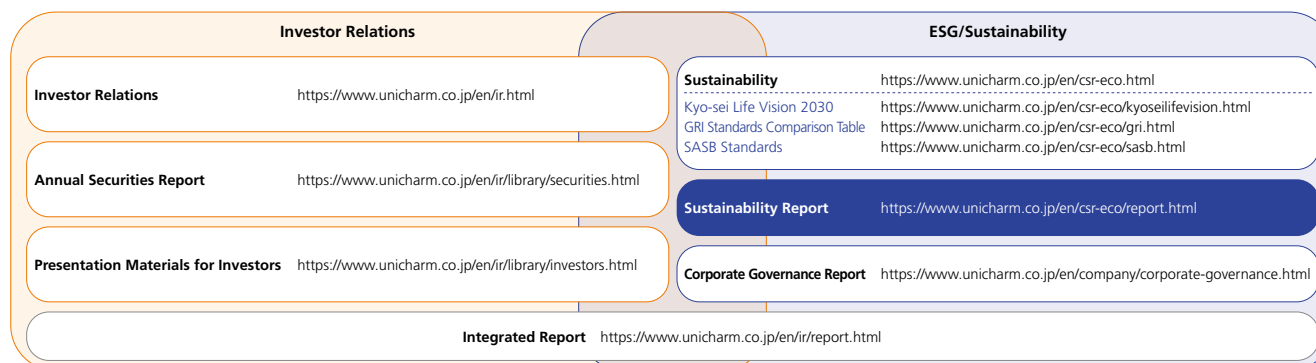 Investor Relations
Investor Relations https://www.unicharm.co.jp/en/ir.html
Annual Securities Report https://www.unicharm.co.jp/en/ir/library/securities.html
Presentation Materials for Investors https://www.unicharm.co.jp/en/ir/library/investors.html
ESG/Sustainability
Sustainability https://www.unicharm.co.jp/en/csr-eco.html
Kyo-sei Life Vision 2030 https://www.unicharm.co.jp/en/csr-eco/kyoseilifevision.html
GRI Standards Comparison Table https://www.unicharm.co.jp/en/csr-eco/gri.html
SASB Standards https://www.unicharm.co.jp/en/csr-eco/sasb.html
Sustainability Report https://www.unicharm.co.jp/en/csr-eco/report.html
Corporate Governance Report https://www.unicharm.co.jp/en/company/corporate-governance.html
Integrated Report https://www.unicharm.co.jp/en/ir/report.html